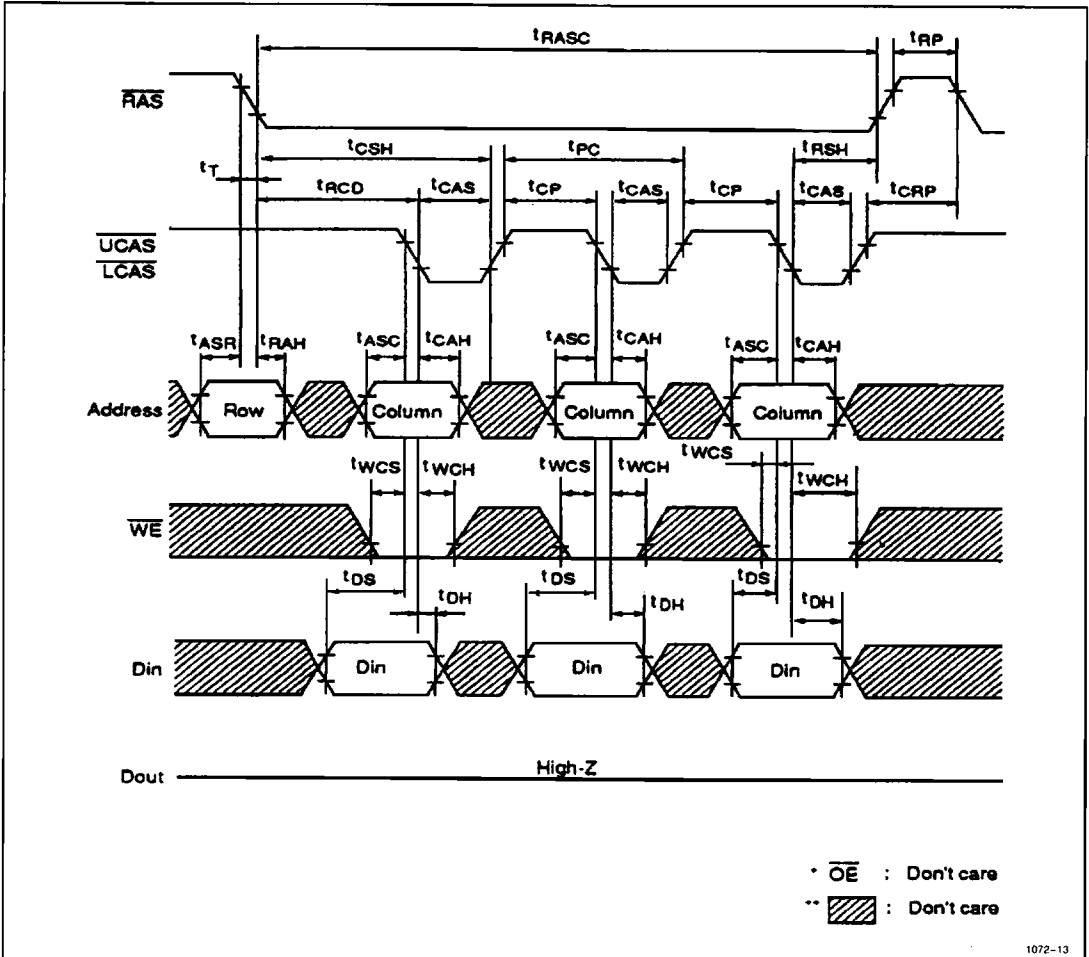 tRASC tRP
RAS
tCSH tPC tRSH
tT
tRCD tCAS tCP tCAS tCP tCAS tCRP
UCAS
LCAS
tASR tRAH tASC tCAH tASC tCAH tASC tCAH
Address Row Column Column Column
tWCS
tWCS tWCH tWCS tWCH tWCH
WE
tDS tDS tDS
tDH tDH tDH
Din Din Din Din
High-Z
Dout
* OE : Don't care
** : Don't care
1072-13